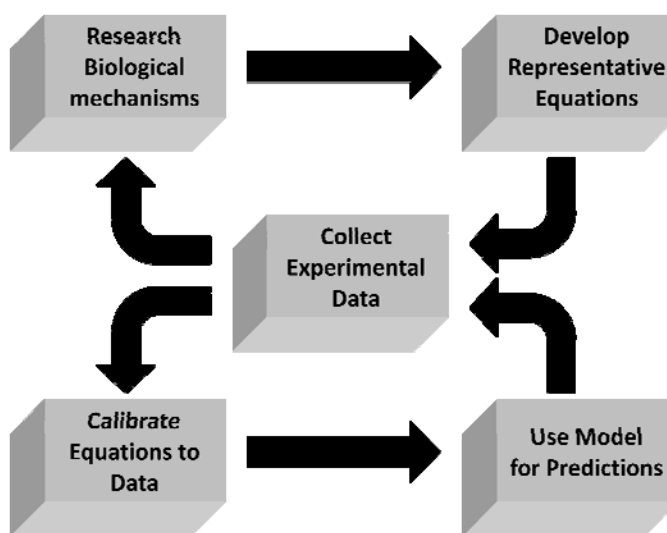 Research
Biological
mechanisms
Develop
Representative
Equations
Collect
Experimental
Data
Calibrate
Equations to
Data
Use Model
for Predictions